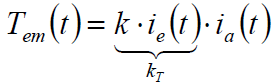 T_em(t) = k · i_e(t) · i_a(t)
k_T